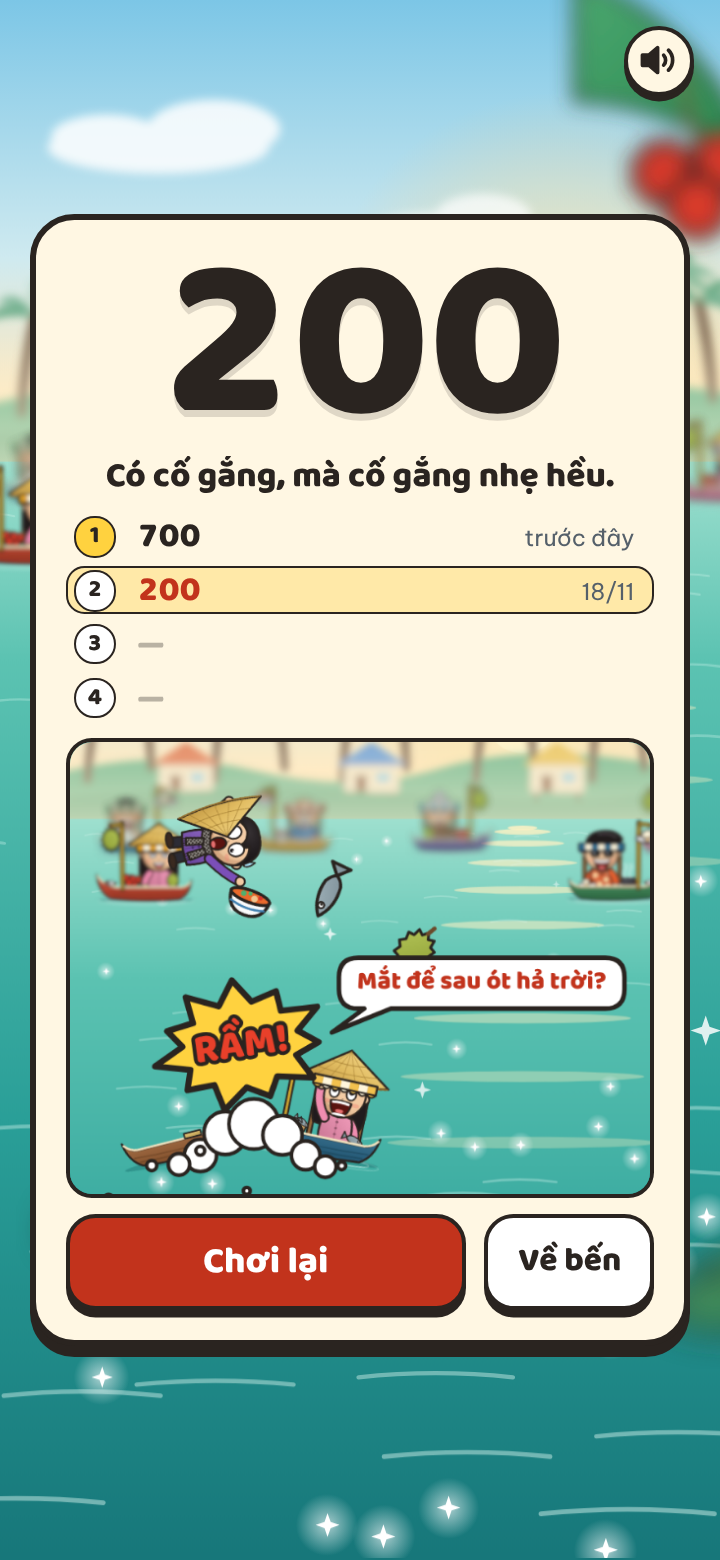 200
Có cố gắng, mà cố gắng nhẹ hều.
1 700 trước đây
2 200 18/11
3 —
4 —
Mắt để sau ót hả trời?
RẦM!
Chơi lại
Về bến